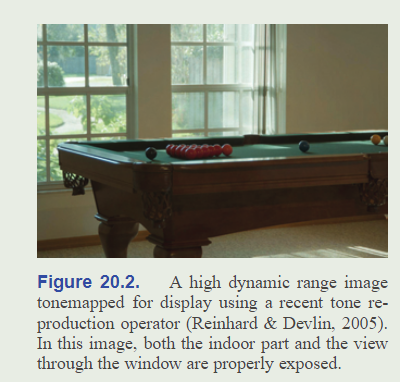 Figure 20.2. A high dynamic range image
tonemapped for display using a recent tone re-
production operator (Reinhard & Devlin, 2005).
In this image, both the indoor part and the view
through the window are properly exposed.